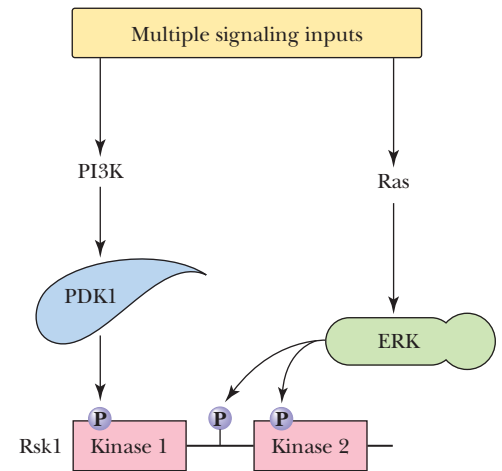 Multiple signaling inputs
PI3K
Ras
PDK1
ERK
P
P
P
Rsk1
Kinase 1
Kinase 2